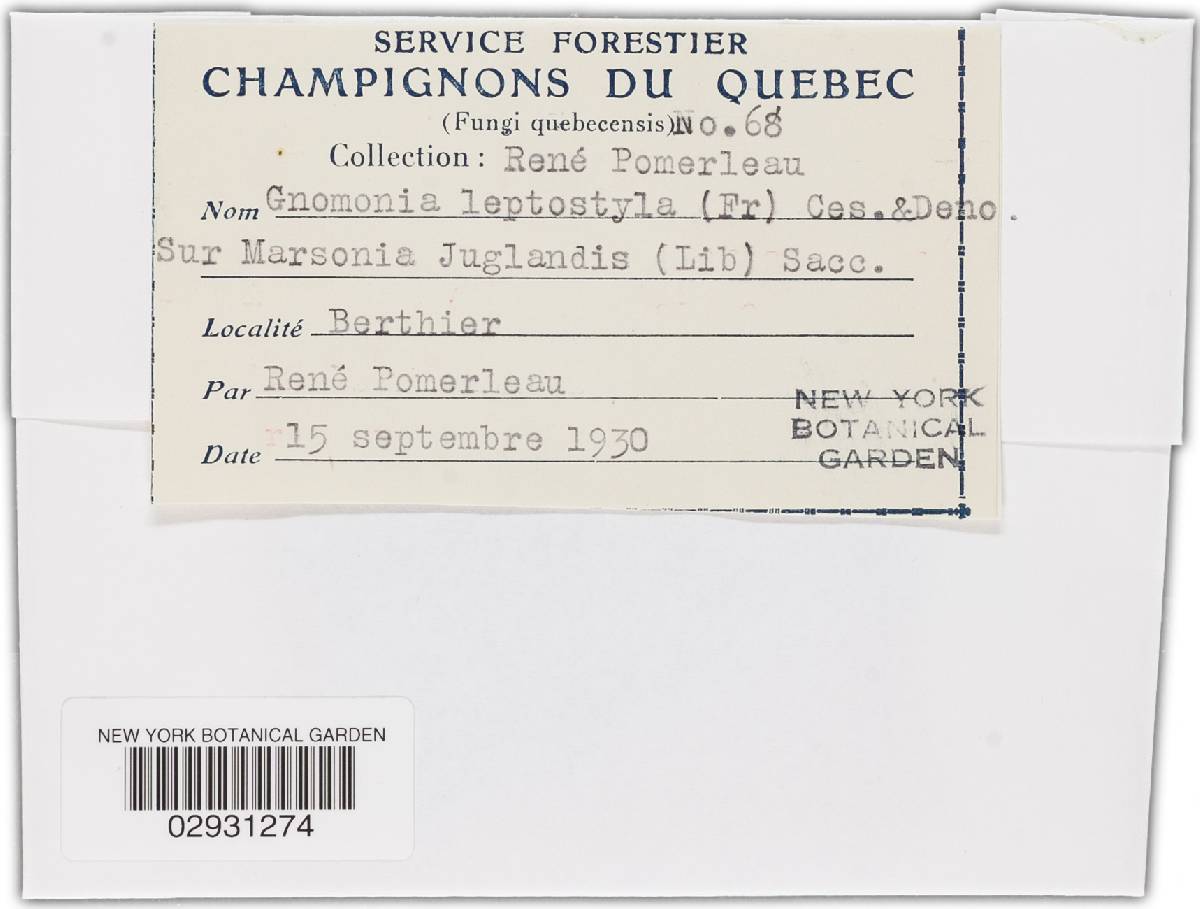 SERVICE FORESTIER
CHAMPIGNONS DU QUEBEC
(Fungi quebecensis) No. 68
Collection : René Pomerleau
Nom Gnomonia leptostyla (Fr) Ces.&Deno.
Sur Marsonia Juglandis (Lib) Sacc.
Localité Berthier
Par René Pomerleau
Date 15 septembre 1930
NEW YORK
BOTANICAL
GARDEN
NEW YORK BOTANICAL GARDEN
02931274